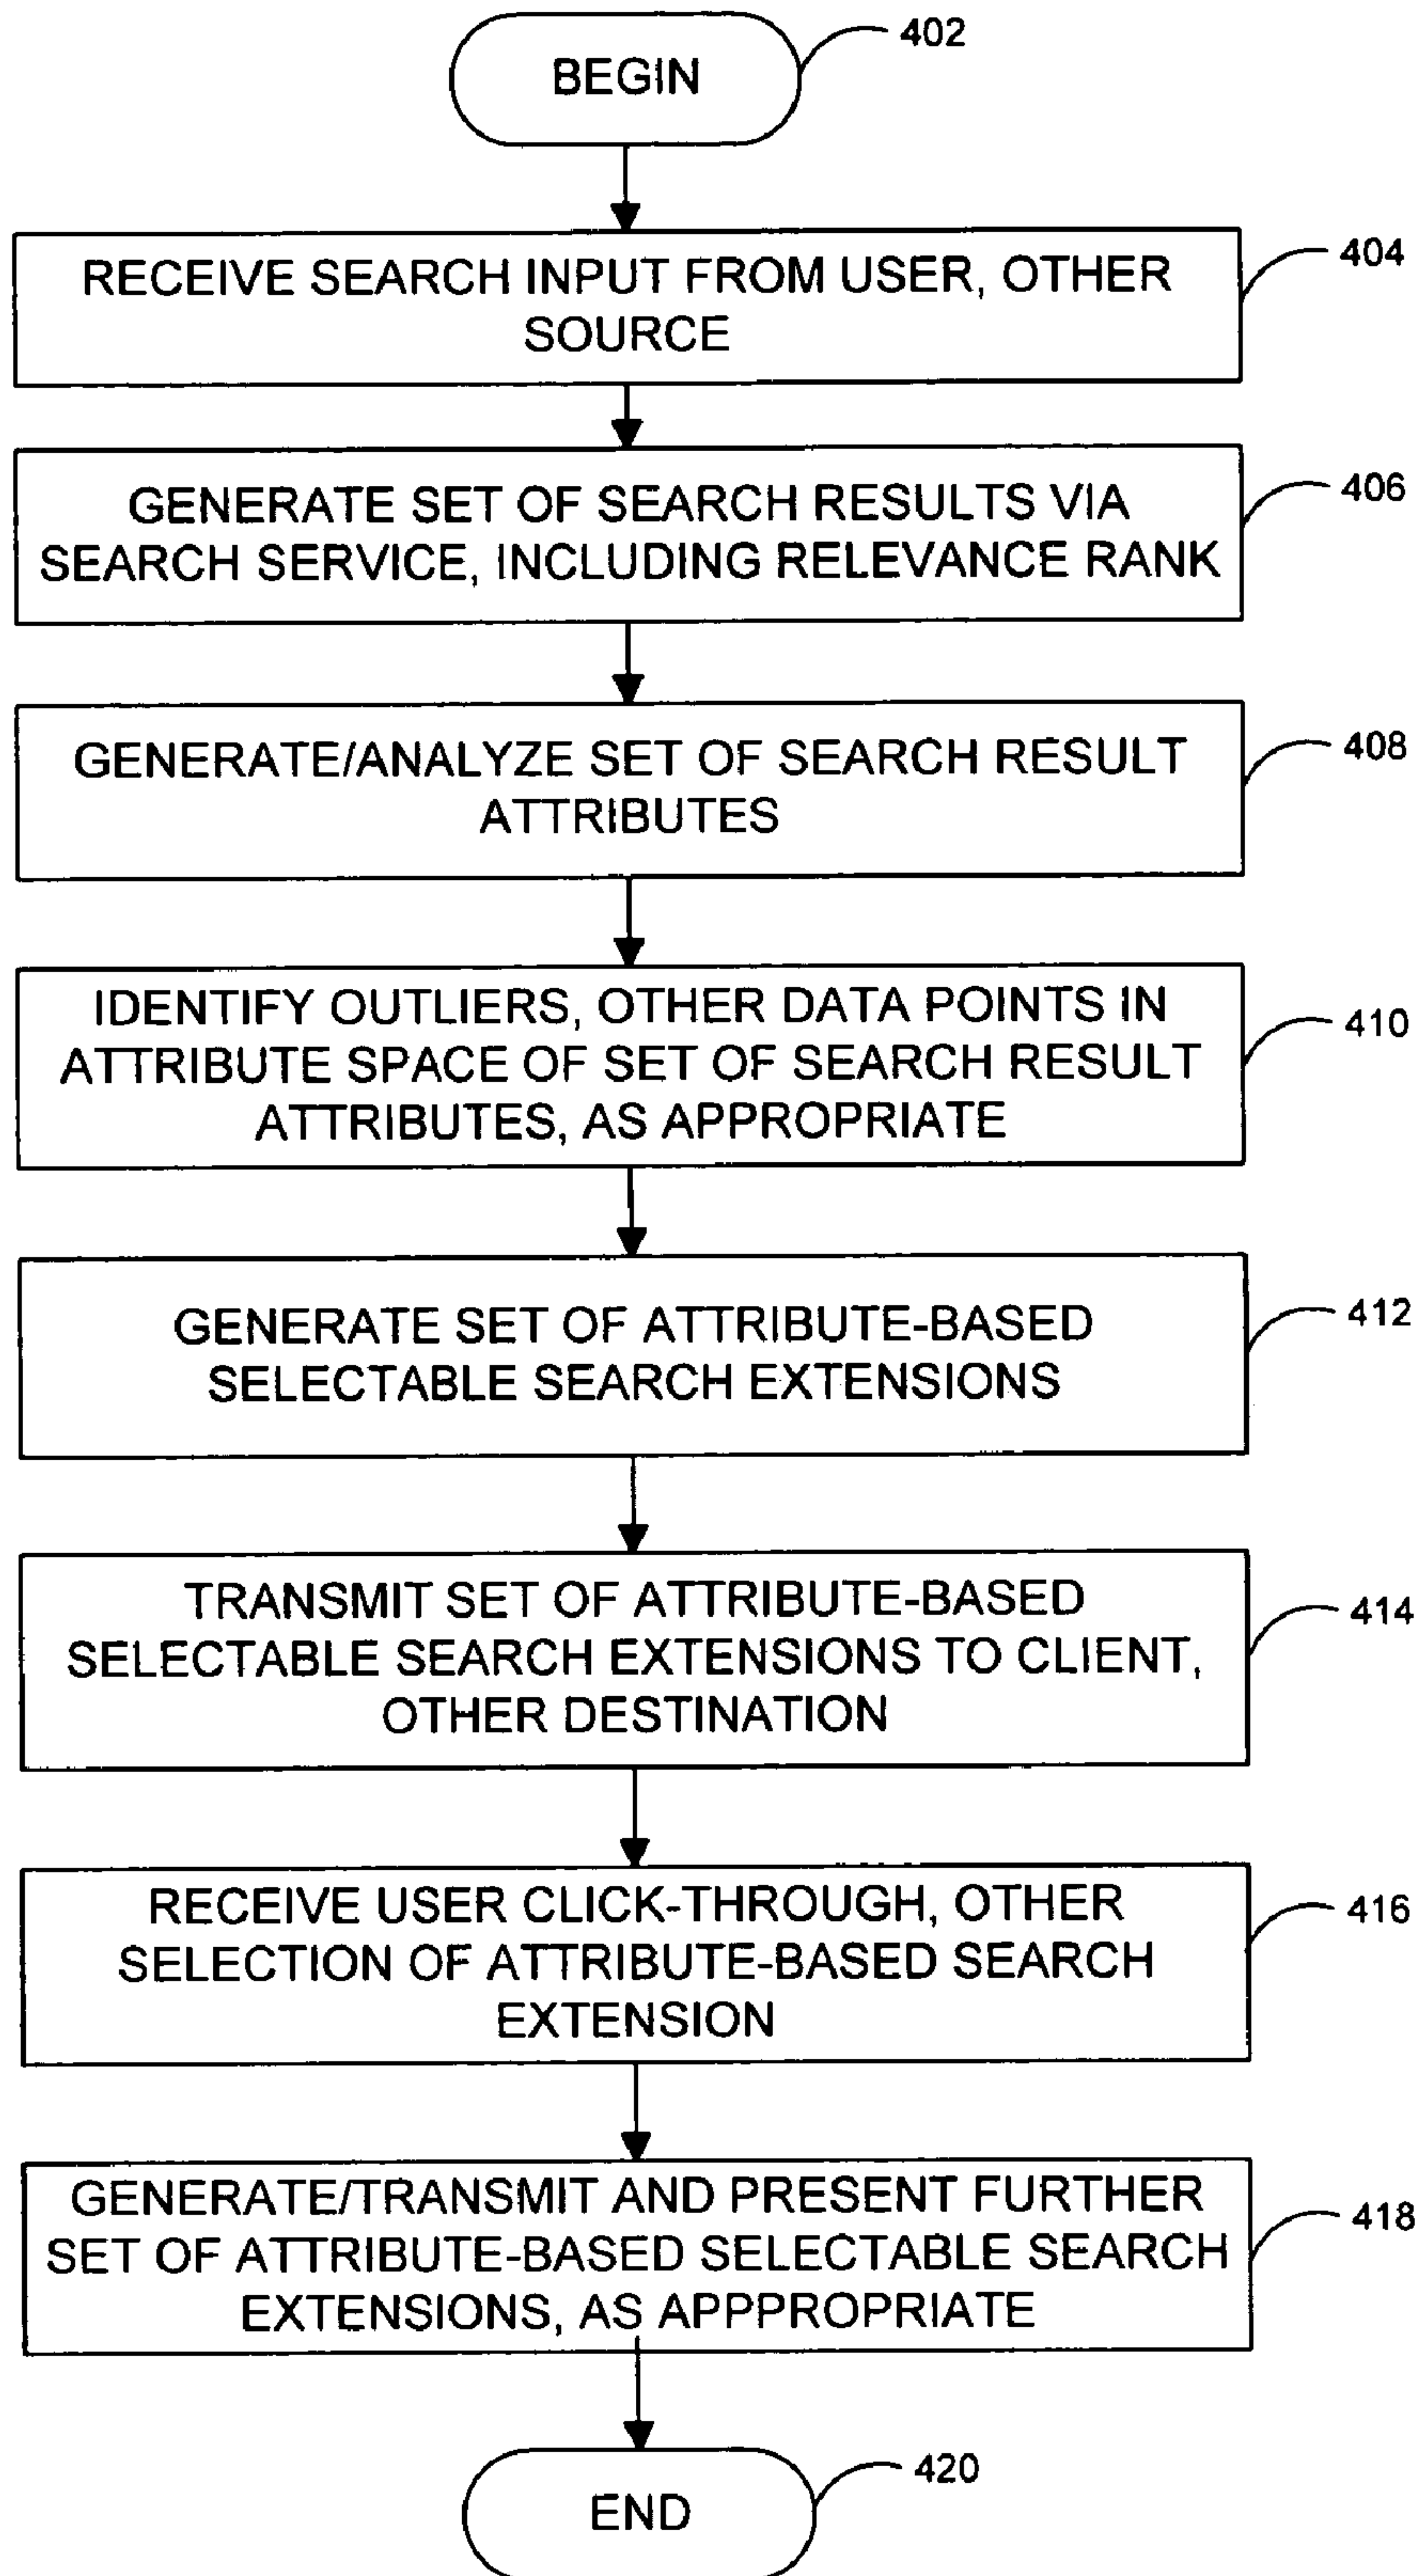 BEGIN
402
RECEIVE SEARCH INPUT FROM USER, OTHER
SOURCE
404
GENERATE SET OF SEARCH RESULTS VIA
SEARCH SERVICE, INCLUDING RELEVANCE RANK
406
GENERATE/ANALYZE SET OF SEARCH RESULT
ATTRIBUTES
408
IDENTIFY OUTLIERS, OTHER DATA POINTS IN
ATTRIBUTE SPACE OF SET OF SEARCH RESULT
ATTRIBUTES, AS APPROPRIATE
410
GENERATE SET OF ATTRIBUTE-BASED
SELECTABLE SEARCH EXTENSIONS
412
TRANSMIT SET OF ATTRIBUTE-BASED
SELECTABLE SEARCH EXTENSIONS TO CLIENT,
OTHER DESTINATION
414
RECEIVE USER CLICK-THROUGH, OTHER
SELECTION OF ATTRIBUTE-BASED SEARCH
EXTENSION
416
GENERATE/TRANSMIT AND PRESENT FURTHER
SET OF ATTRIBUTE-BASED SELECTABLE SEARCH
EXTENSIONS, AS APPPROPRIATE
418
END
420